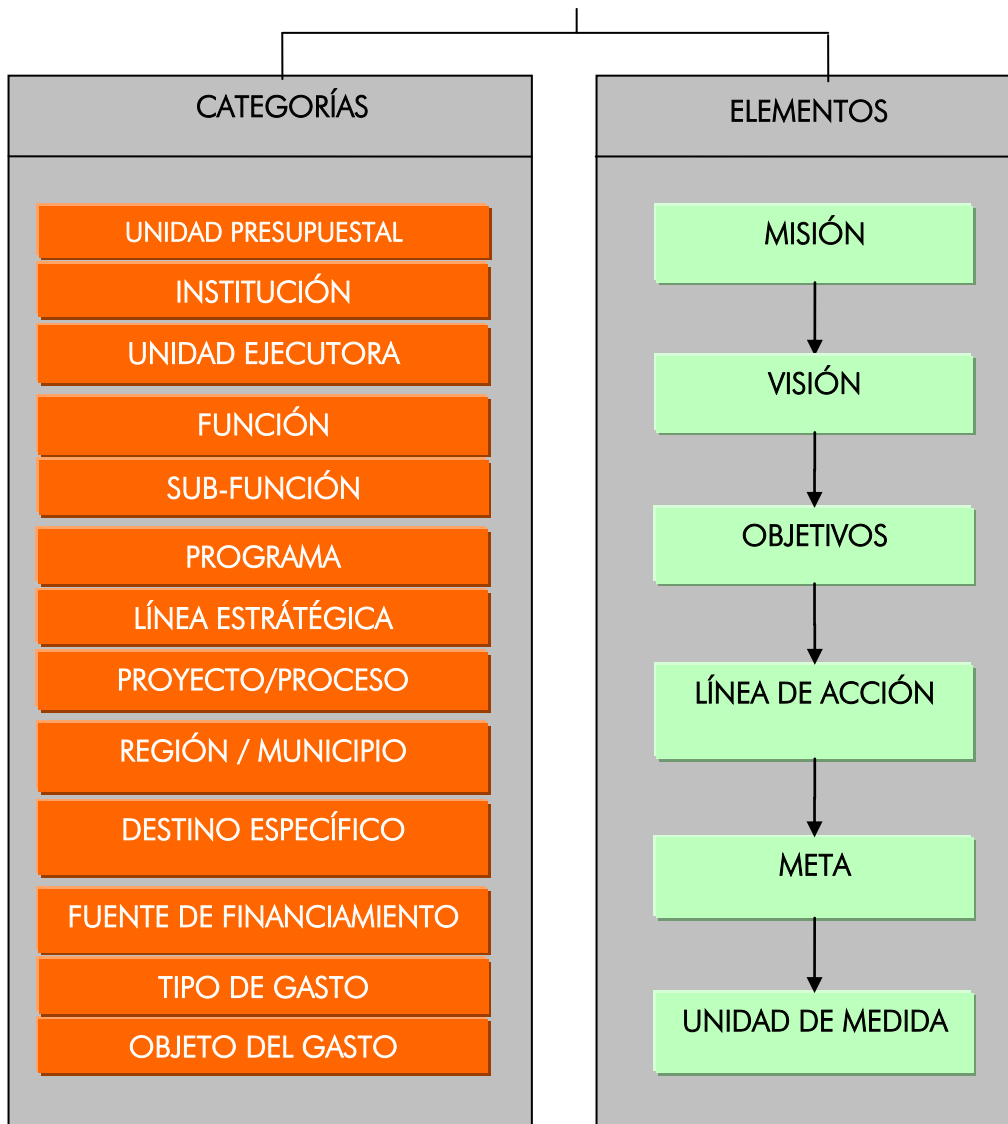 CATEGORÍAS
UNIDAD PRESUPUESTAL
INSTITUCIÓN
UNIDAD EJECUTORA
FUNCIÓN
SUB-FUNCIÓN
PROGRAMA
LÍNEA ESTRÁTÉGICA
PROYECTO/PROCESO
REGIÓN / MUNICIPIO
DESTINO ESPECÍFICO
FUENTE DE FINANCIAMIENTO
TIPO DE GASTO
OBJETO DEL GASTO
ELEMENTOS
MISIÓN
VISIÓN
OBJETIVOS
LÍNEA DE ACCIÓN
META
UNIDAD DE MEDIDA